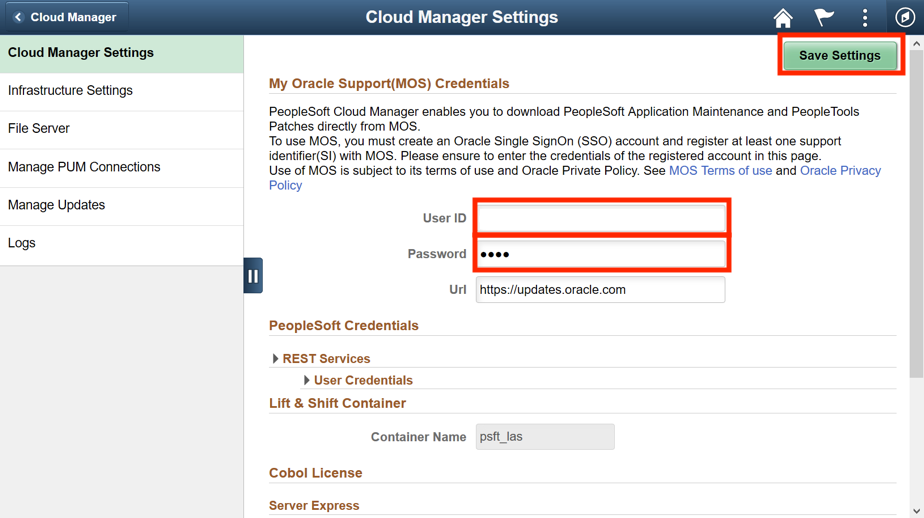 Cloud Manager
Cloud Manager Settings
Cloud Manager Settings
Infrastructure Settings
File Server
Manage PUM Connections
Manage Updates
Logs
Save Settings
My Oracle Support(MOS) Credentials
PeopleSoft Cloud Manager enables you to download PeopleSoft Application Maintenance and PeopleTools
Patches directly from MOS.
To use MOS, you must create an Oracle Single SignOn (SSO) account and register at least one support
identifier(SI) with MOS. Please ensure to enter the credentials of the registered account in this page.
Use of MOS is subject to its terms of use and Oracle Private Policy. See MOS Terms of use and Oracle Privacy
Policy
User ID
Password ••••
Url https://updates.oracle.com
PeopleSoft Credentials
REST Services
User Credentials
Lift & Shift Container
Container Name psft_las
Cobol License
Server Express